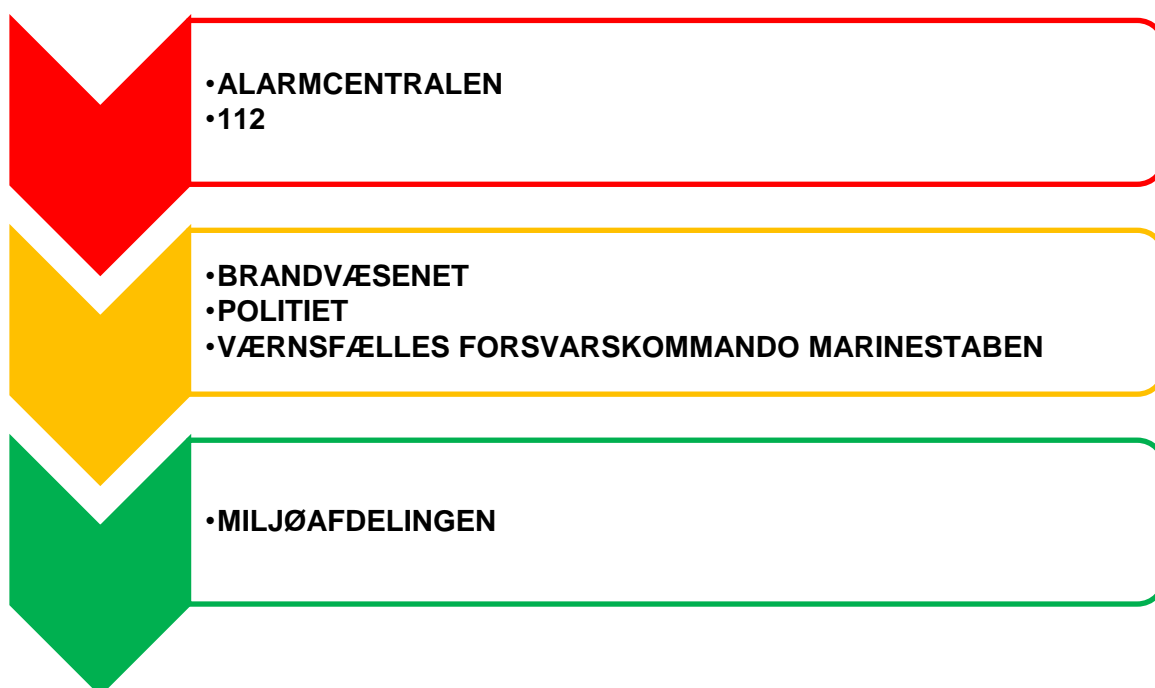 •ALARMCENTRALEN
•112
•BRANDVÆSENET
•POLITIET
•VÆRNSFÆLLES FORSVARSKOMMANDO MARINESTABEN
•MILJØAFDELINGEN